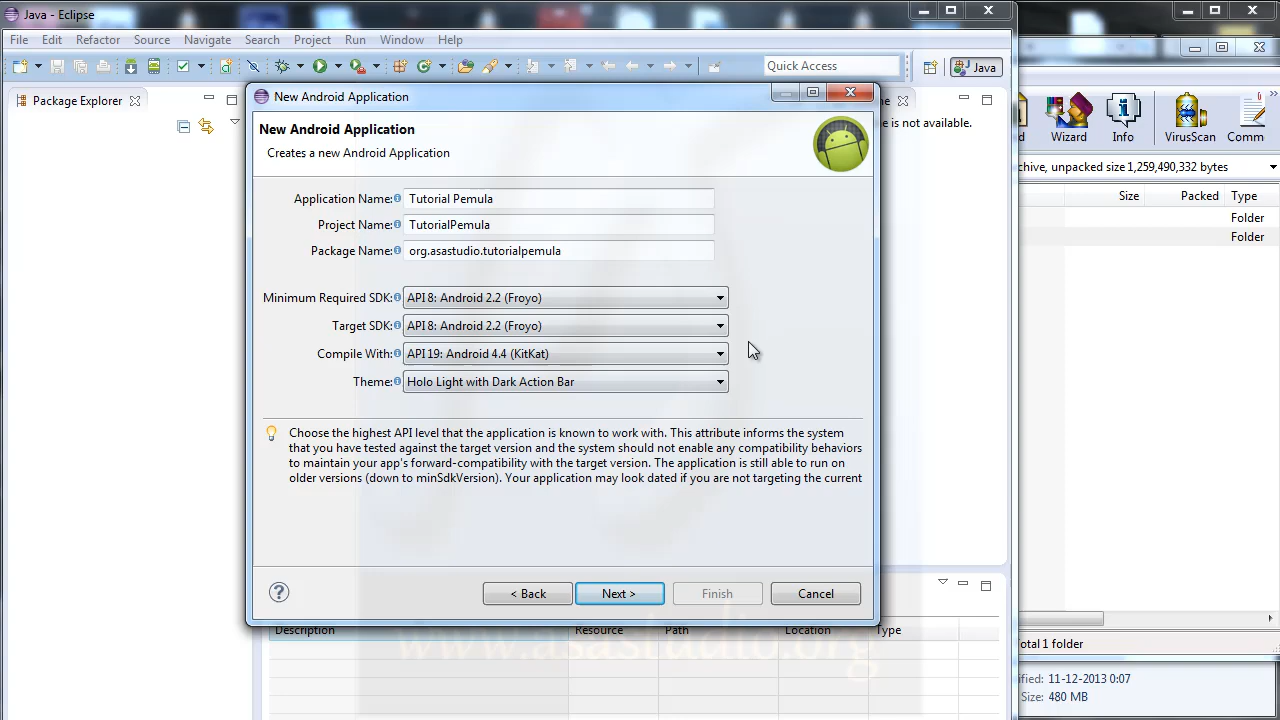 Java - Eclipse
File Edit Refactor Source Navigate Search Project Run Window Help
Quick Access
Java
Package Explorer
is not available.
New Android Application
New Android Application
Creates a new Android Application
Application Name: Tutorial Pemula
Project Name: TutorialPemula
Package Name: org.asastudio.tutorialpemula
Minimum Required SDK: API 8: Android 2.2 (Froyo)
Target SDK: API 8: Android 2.2 (Froyo)
Compile With: API 19: Android 4.4 (KitKat)
Theme: Holo Light with Dark Action Bar
Choose the highest API level that the application is known to work with. This attribute informs the system
that you have tested against the target version and the system should not enable any compatibility behaviors
to maintain your app's forward-compatibility with the target version. The application is still able to run on
older versions (down to minSdkVersion). Your application may look dated if you are not targeting the current
?
< Back Next > Finish Cancel
Description Resource Path Location Type
www.asastudio.org
Wizard Info VirusScan Comm
chive, unpacked size 1,259,490,332 bytes
Size Packed Type
Folder
Folder
otal 1 folder
ified: 11-12-2013 0:07
Size: 480 MB